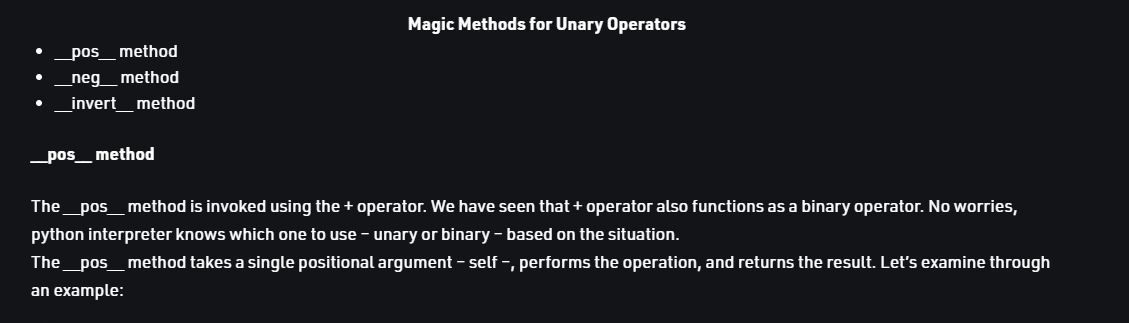 Magic Methods for Unary Operators
• __pos__ method
• __neg__ method
• __invert__ method
__pos__ method
The __pos__ method is invoked using the + operator. We have seen that + operator also functions as a binary operator. No worries,
python interpreter knows which one to use – unary or binary – based on the situation.
The __pos__ method takes a single positional argument – self –, performs the operation, and returns the result. Let’s examine through
an example: